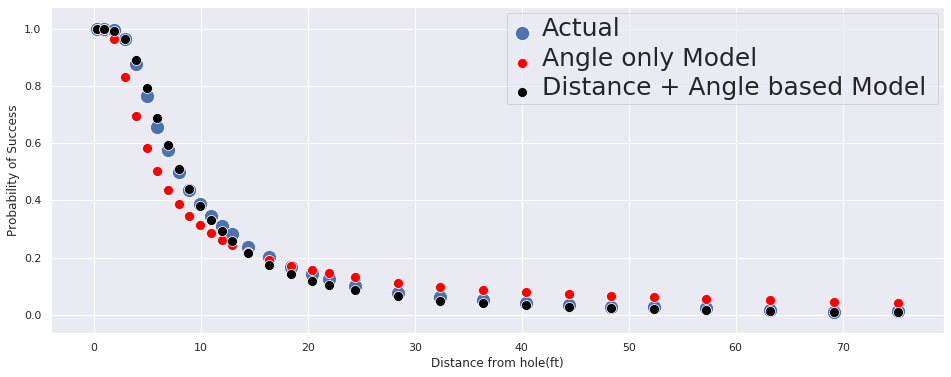 Actual
Angle only Model
Distance + Angle based Model
1.0
0.8
0.6
0.4
0.2
0.0
Probability of Success
0 10 20 30 40 50 60 70
Distance from hole(ft)